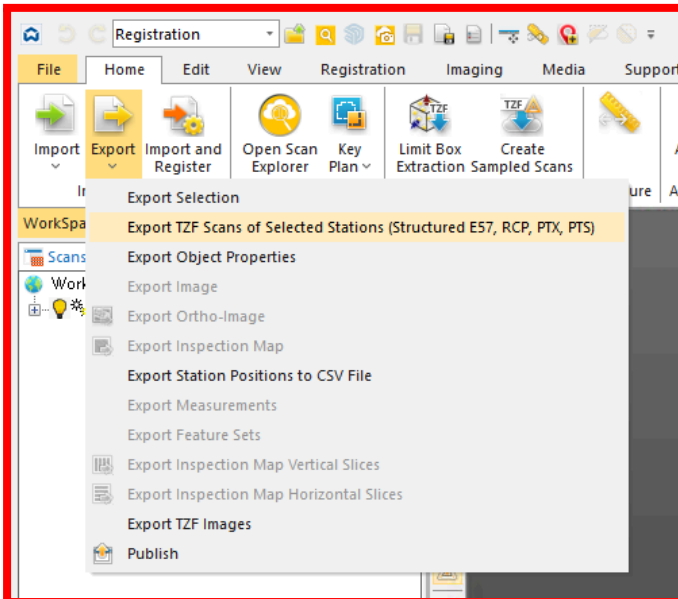 Registration
File Home Edit View Registration Imaging Media
Import Export Import and Register Open Scan Explorer Key Plan Limit Box Extraction Create Sampled Scans
TZF TZF
Export Selection
Export TZF Scans of Selected Stations (Structured E57, RCP, PTX, PTS)
Scans
Export Object Properties
Export Image
Export Ortho-Image
Export Inspection Map
Export Station Positions to CSV File
Export Measurements
Export Feature Sets
Export Inspection Map Vertical Slices
Export Inspection Map Horizontal Slices
Export TZF Images
Publish